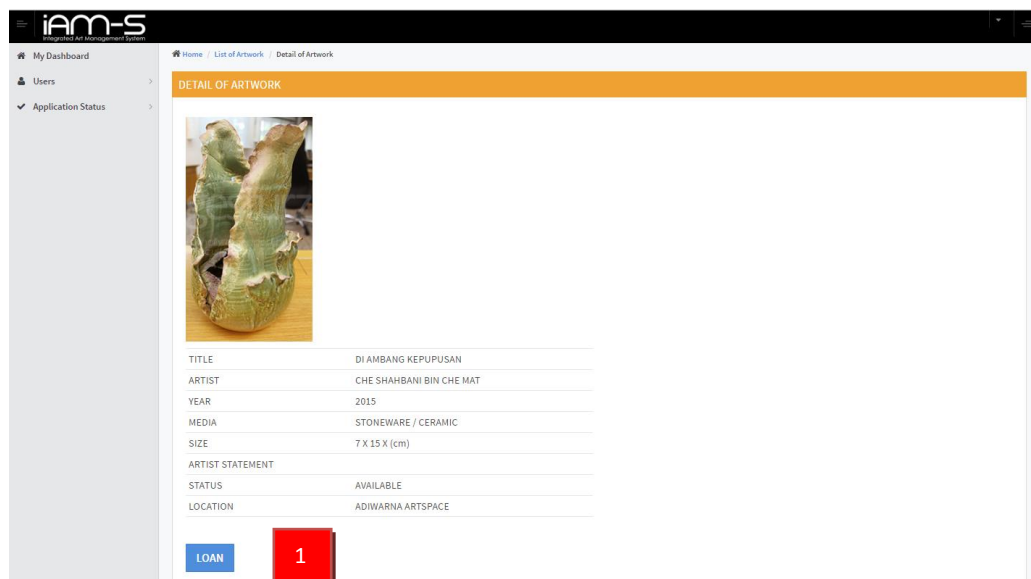 iAM-S
Integrated Art Management System
My Dashboard
Users
Application Status
Home / List of Artwork / Detail of Artwork
DETAIL OF ARTWORK
TITLE DI AMBANG KEPUPUSAN
ARTIST CHE SHAHBANI BIN CHE MAT
YEAR 2015
MEDIA STONEWARE / CERAMIC
SIZE 7 X 15 X (cm)
ARTIST STATEMENT
STATUS AVAILABLE
LOCATION ADIWARNA ARTSPACE
LOAN 1